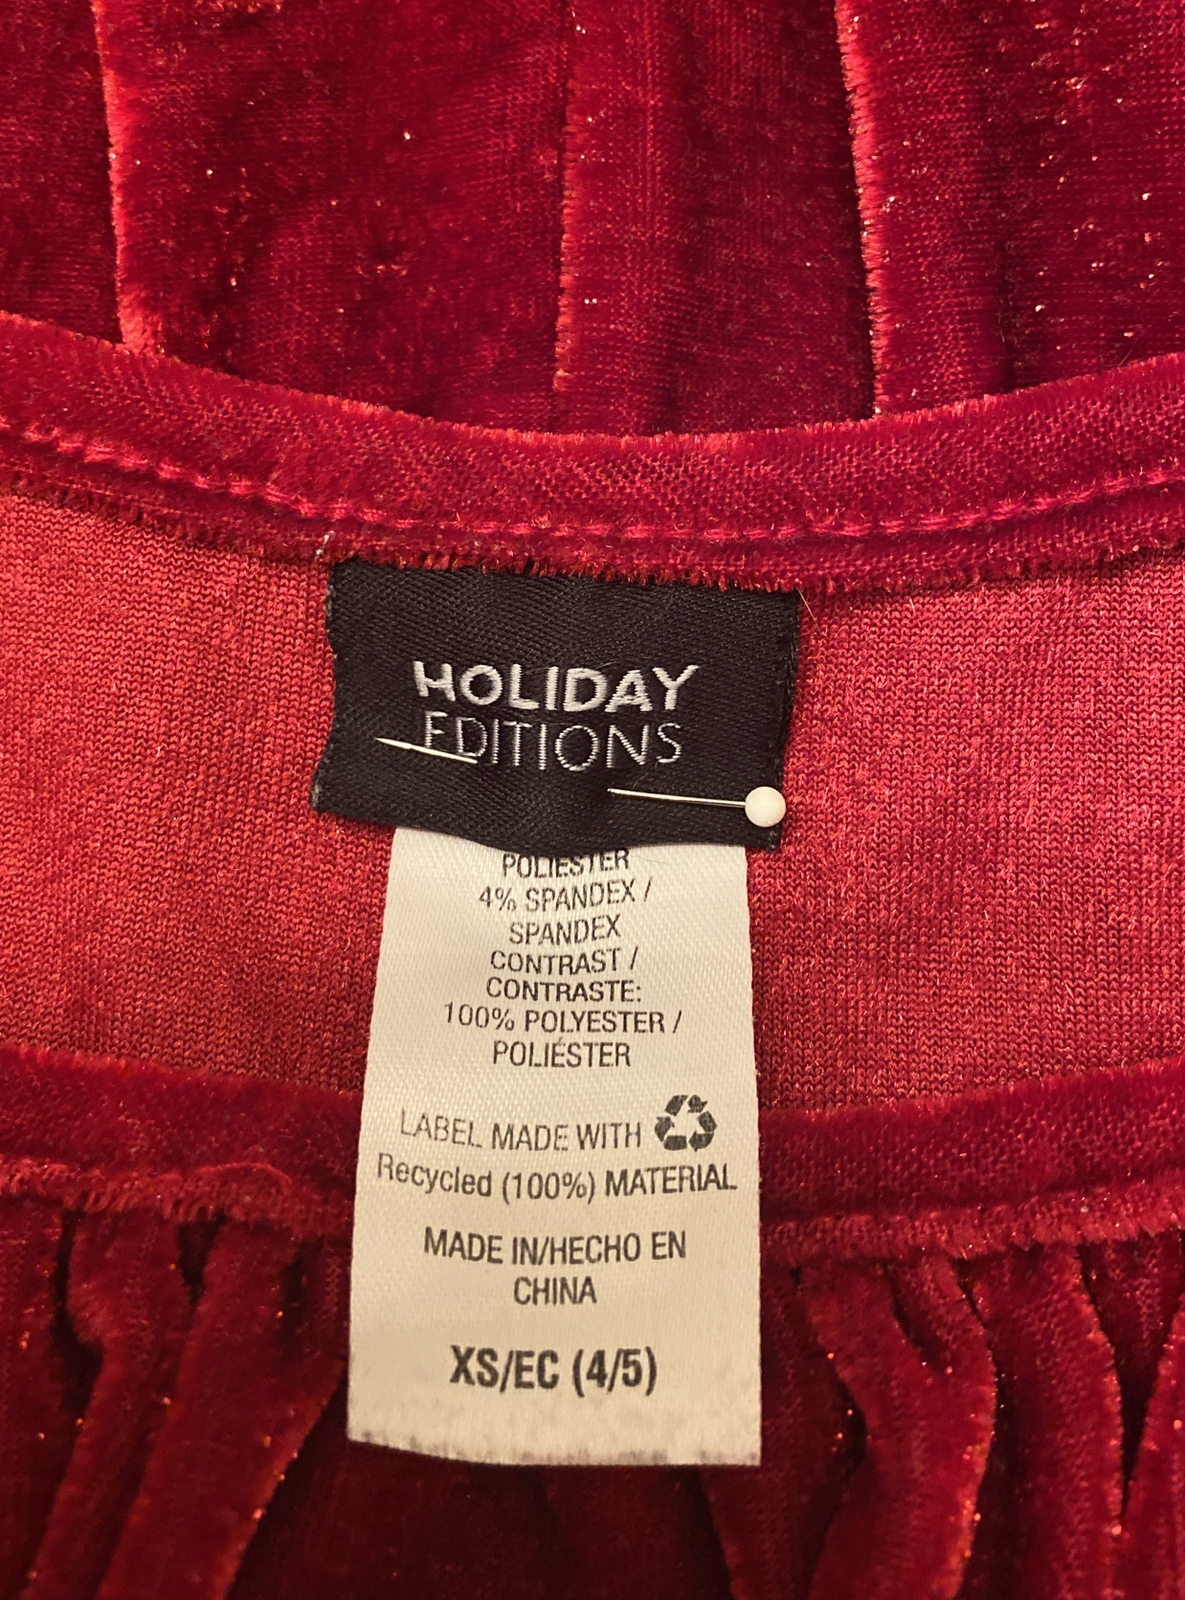 HOLIDAY
EDITIONS
POLIÉSTER
4% SPANDEX /
SPANDEX
CONTRAST /
CONTRASTE:
100% POLYESTER /
POLIÉSTER
LABEL MADE WITH
Recycled (100%) MATERIAL
MADE IN/HECHO EN
CHINA
XS/EC (4/5)